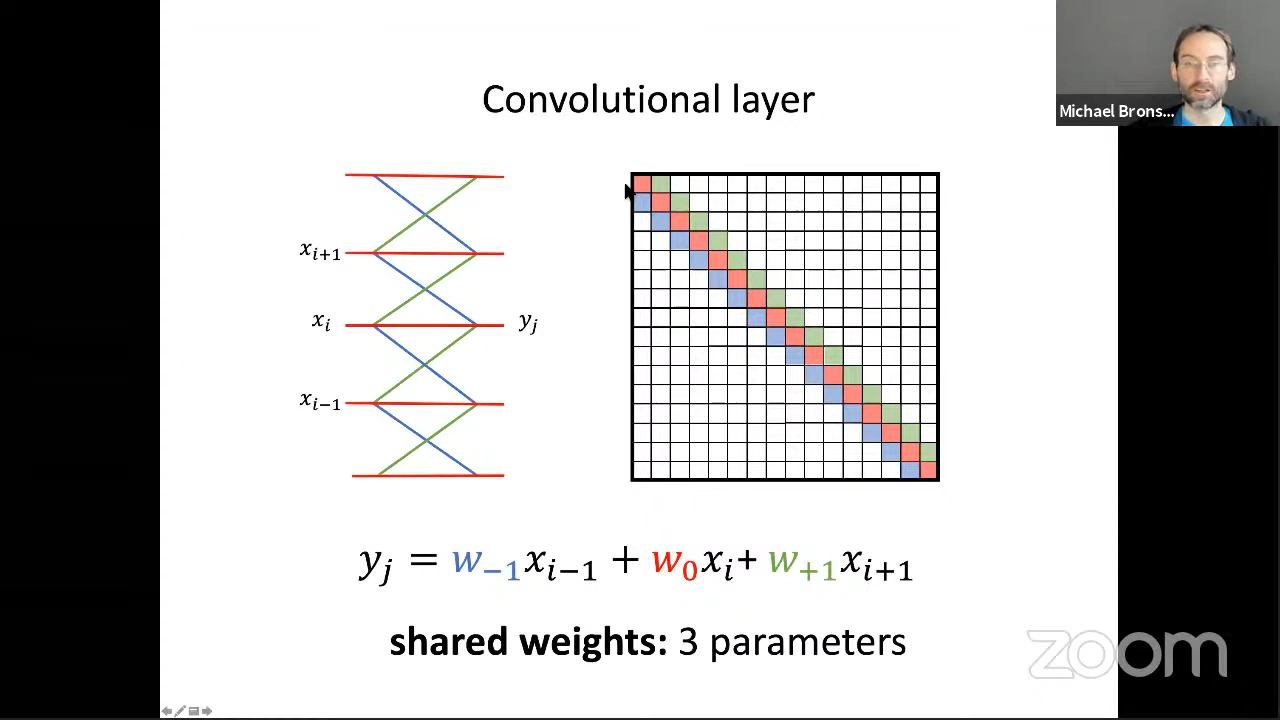 Convolutional layer
Michael Brons...
x_{i+1}
x_i
y_j
x_{i−1}
y_j = w_{−1}x_{i−1} + w_0x_i+ w_{+1}x_{i+1}
shared weights: 3 parameters
zoom